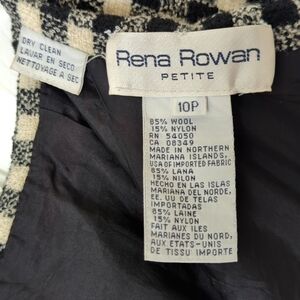 DRY CLEAN
LAVAR EN SECO
NETTOYAGE A SEC
Rena Rowan
PETITE
10P
85% WOOL
15% NYLON
RN 54050
CA 08349
MADE IN NORTHERN
MARIANA ISLANDS,
USA OF IMPORTED FABRIC
85% LANA
15% NILON
HECHO EN LAS ISLAS
MARIANA DEL NORTE,
EE. UU DE TELAS
IMPORTADAS
85% LAINE
15% NYLON
FAIT AUX ILES
MARIANES DU NORD,
AUX ETATS-UNIS
DE TISSU IMPORTE